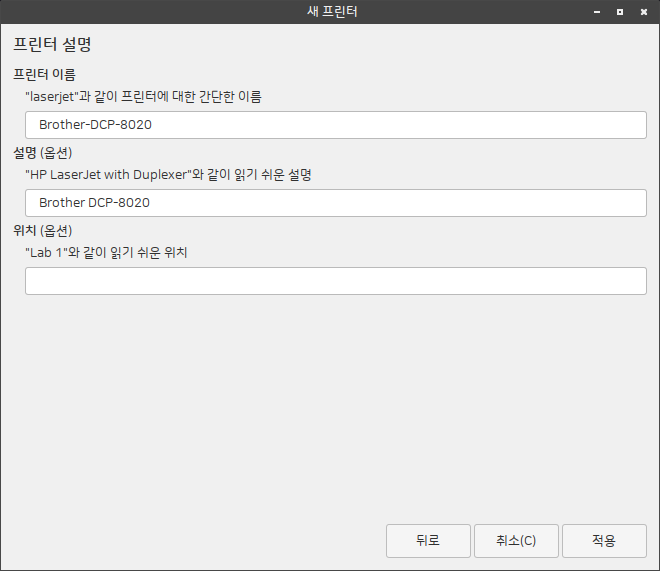 새 프린터
프린터 설명
프린터 이름
"laserjet"과 같이 프린터에 대한 간단한 이름
Brother-DCP-8020
설명 (옵션)
"HP LaserJet with Duplexer"와 같이 읽기 쉬운 설명
Brother DCP-8020
위치 (옵션)
"Lab 1"와 같이 읽기 쉬운 위치
뒤로 취소(C) 적용